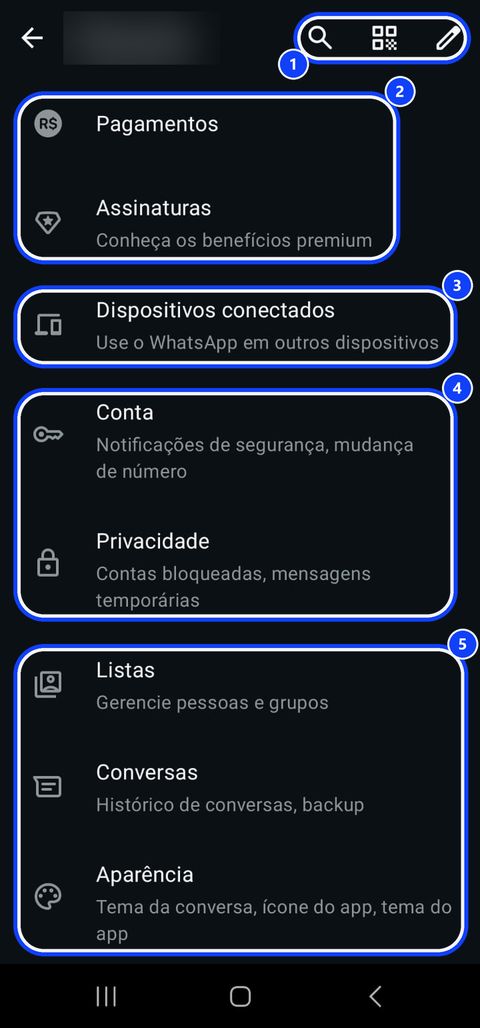 1
2
R$ Pagamentos
Assinaturas
Conheça os benefícios premium
3
Dispositivos conectados
Use o WhatsApp em outros dispositivos
4
Conta
Notificações de segurança, mudança
de número
Privacidade
Contas bloqueadas, mensagens
temporárias
5
Listas
Gerencie pessoas e grupos
Conversas
Histórico de conversas, backup
Aparência
Tema da conversa, ícone do app, tema do
app